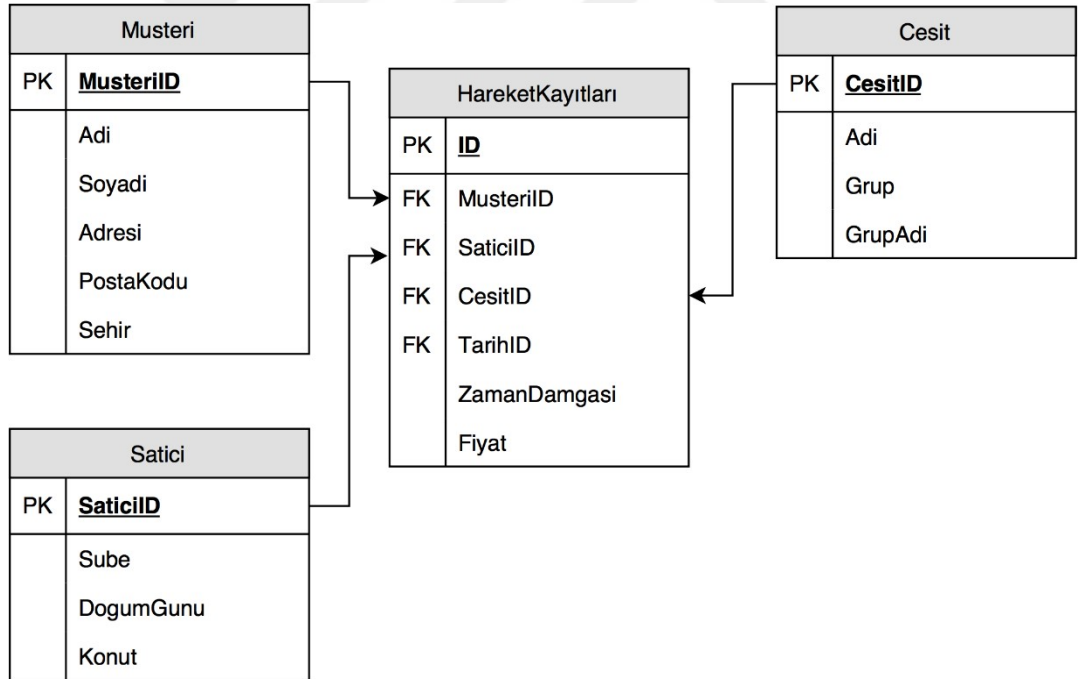 Musteri
PK MusteriID
Adi
Soyadi
Adresi
PostaKodu
Sehir
Satici
PK SaticiID
Sube
DogumGunu
Konut
HareketKayıtları
PK ID
FK MusteriID
FK SaticiID
FK CesitID
FK TarihID
ZamanDamgasi
Fiyat
Cesit
PK CesitID
Adi
Grup
GrupAdi